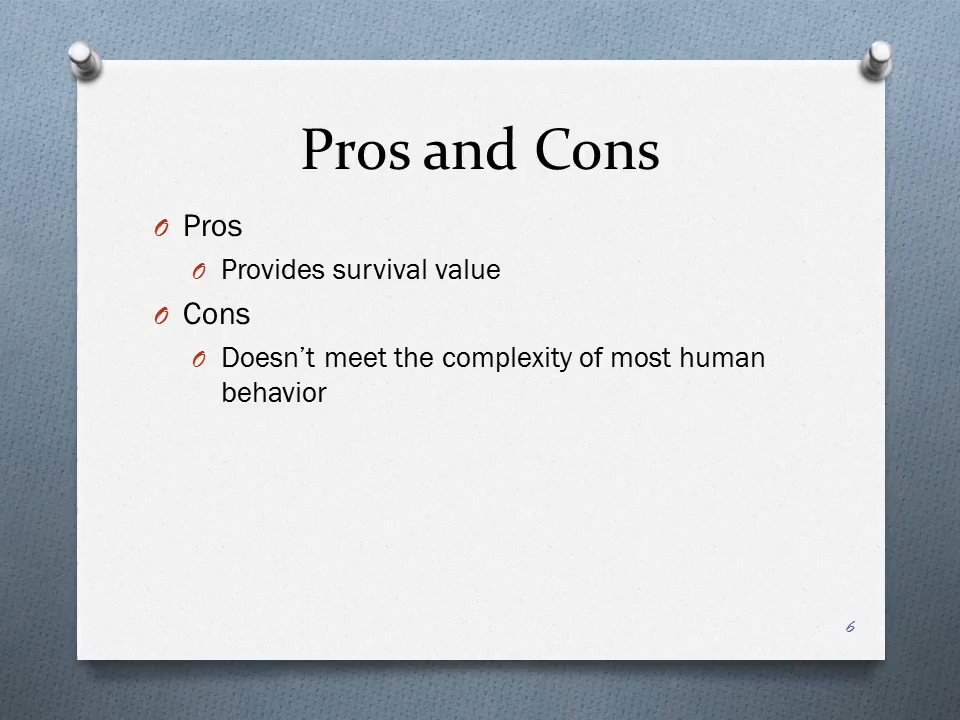 Pros and Cons
Pros
Provides survival value
Cons
Doesn’t meet the complexity of most human
behavior
6